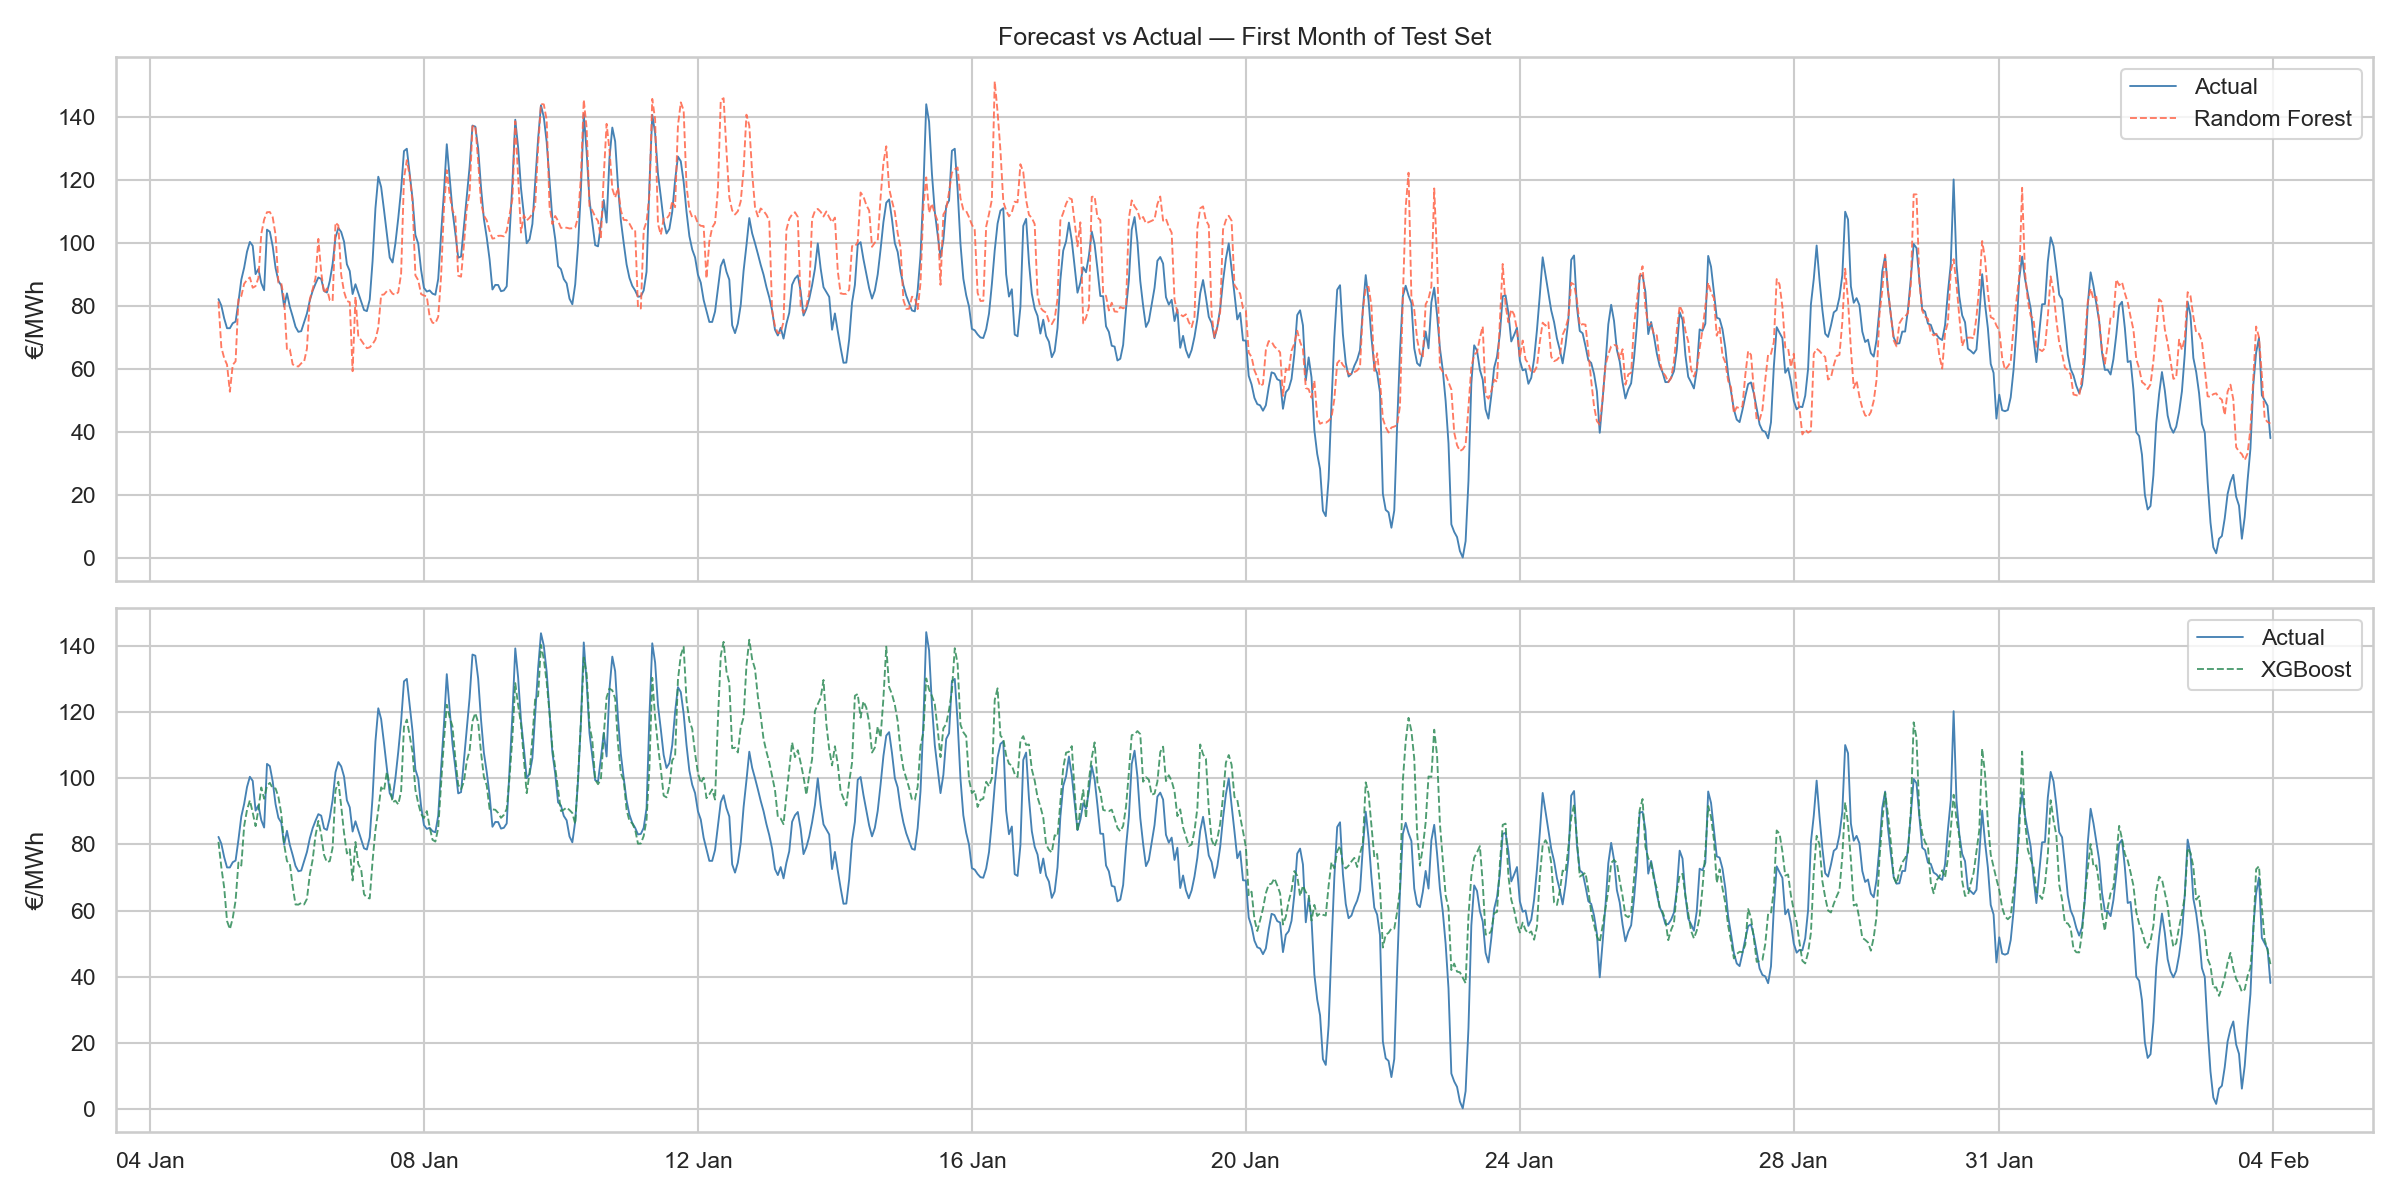 Forecast vs Actual — First Month of Test Set
€/MWh
140
120
100
80
60
40
20
0
Actual
Random Forest
€/MWh
140
120
100
80
60
40
20
0
Actual
XGBoost
04 Jan
08 Jan
12 Jan
16 Jan
20 Jan
24 Jan
28 Jan
31 Jan
04 Feb